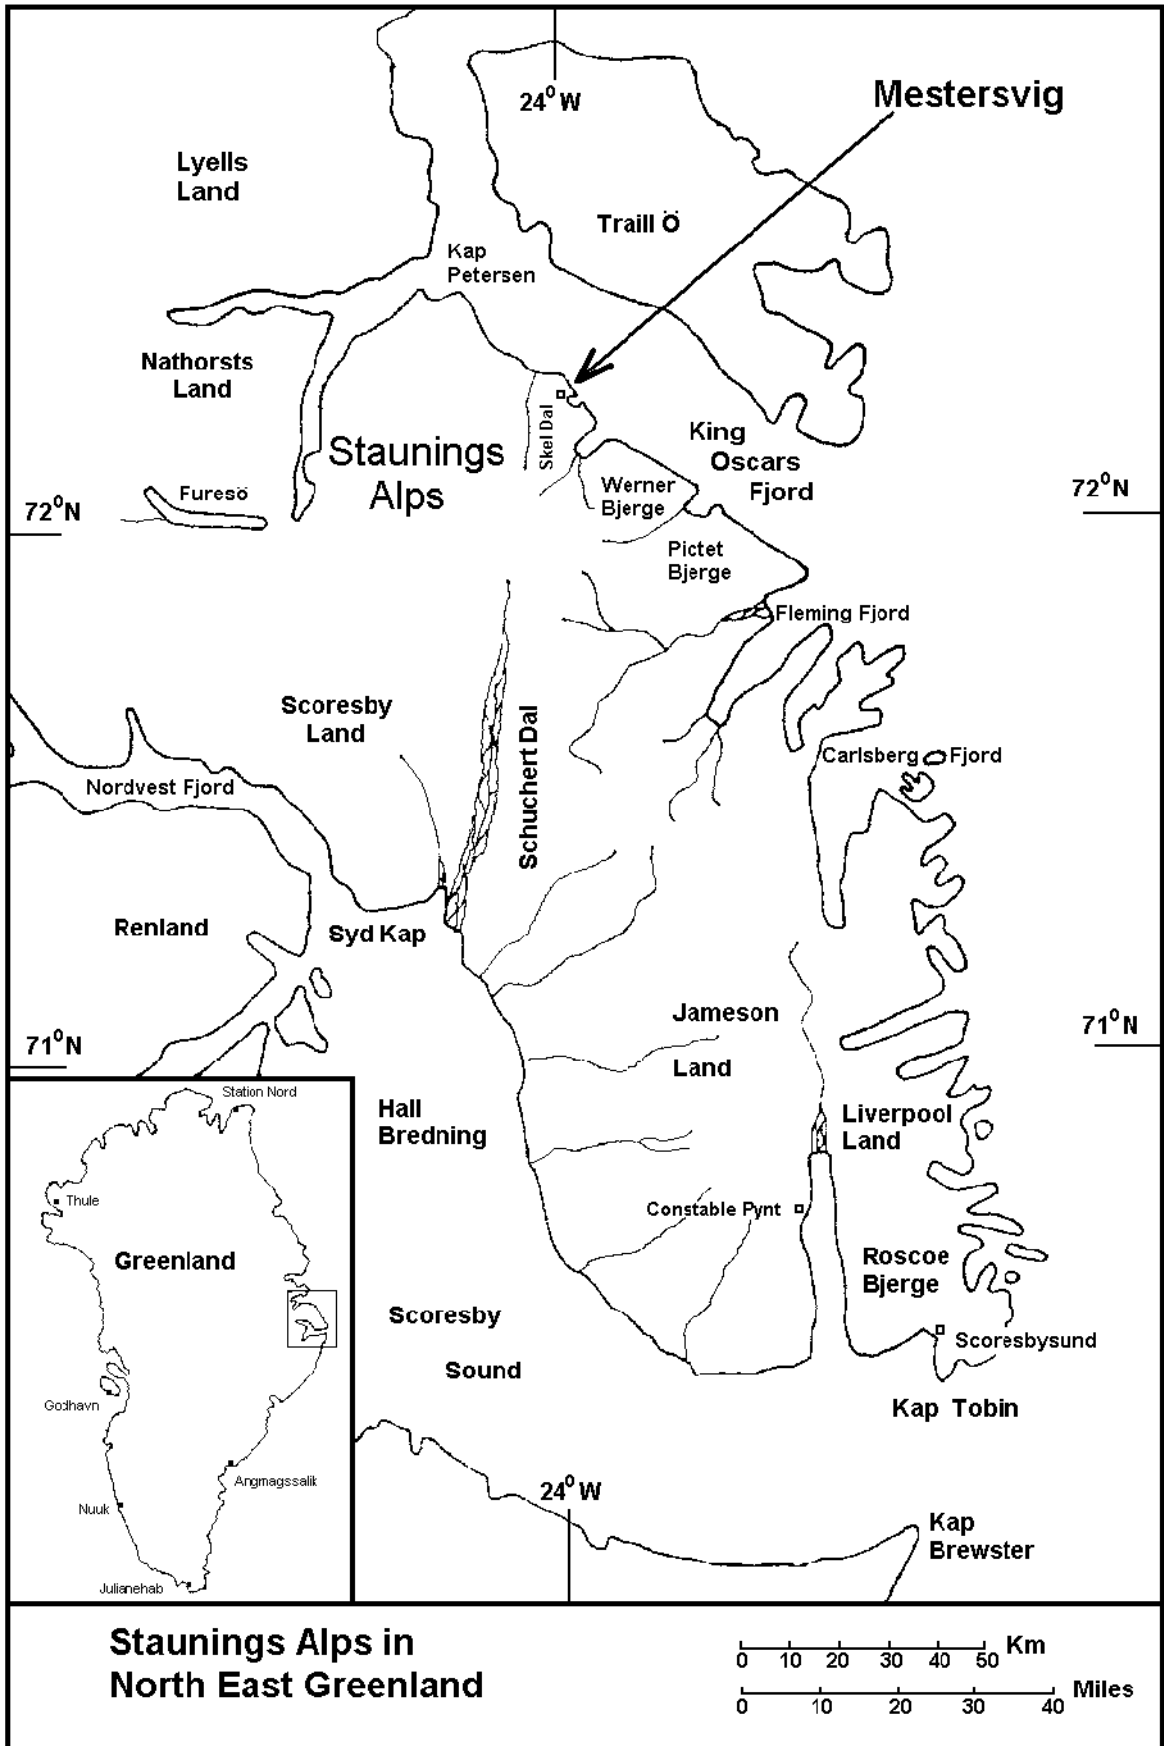 24⁰ W
Mestersvig
Lyells
Land
Traill Ö
Kap
Petersen
Nathorsts
Land
Skel Dal
King
Oscars
Fjord
Staunings
Alps
Werner
Bjerge
Furesö
72⁰N
72⁰N
Pictet
Bjerge
Fleming Fjord
Scoresby
Land
Schuchert Dal
Carlsberg Fjord
Nordvest Fjord
Renland
Syd Kap
Jameson
Land
71⁰N
71⁰N
Hall
Bredning
Liverpool
Land
Constable Pynt
Roscoe
Bjerge
Scoresby
Sound
Scoresbysund
Kap Tobin
24⁰ W
Kap
Brewster
Station Nord
Thule
Greenland
Godhavn
Angmagssalik
Nuuk
Julianehab
Staunings Alps in
North East Greenland
0 10 20 30 40 50 Km
0 10 20 30 40 Miles